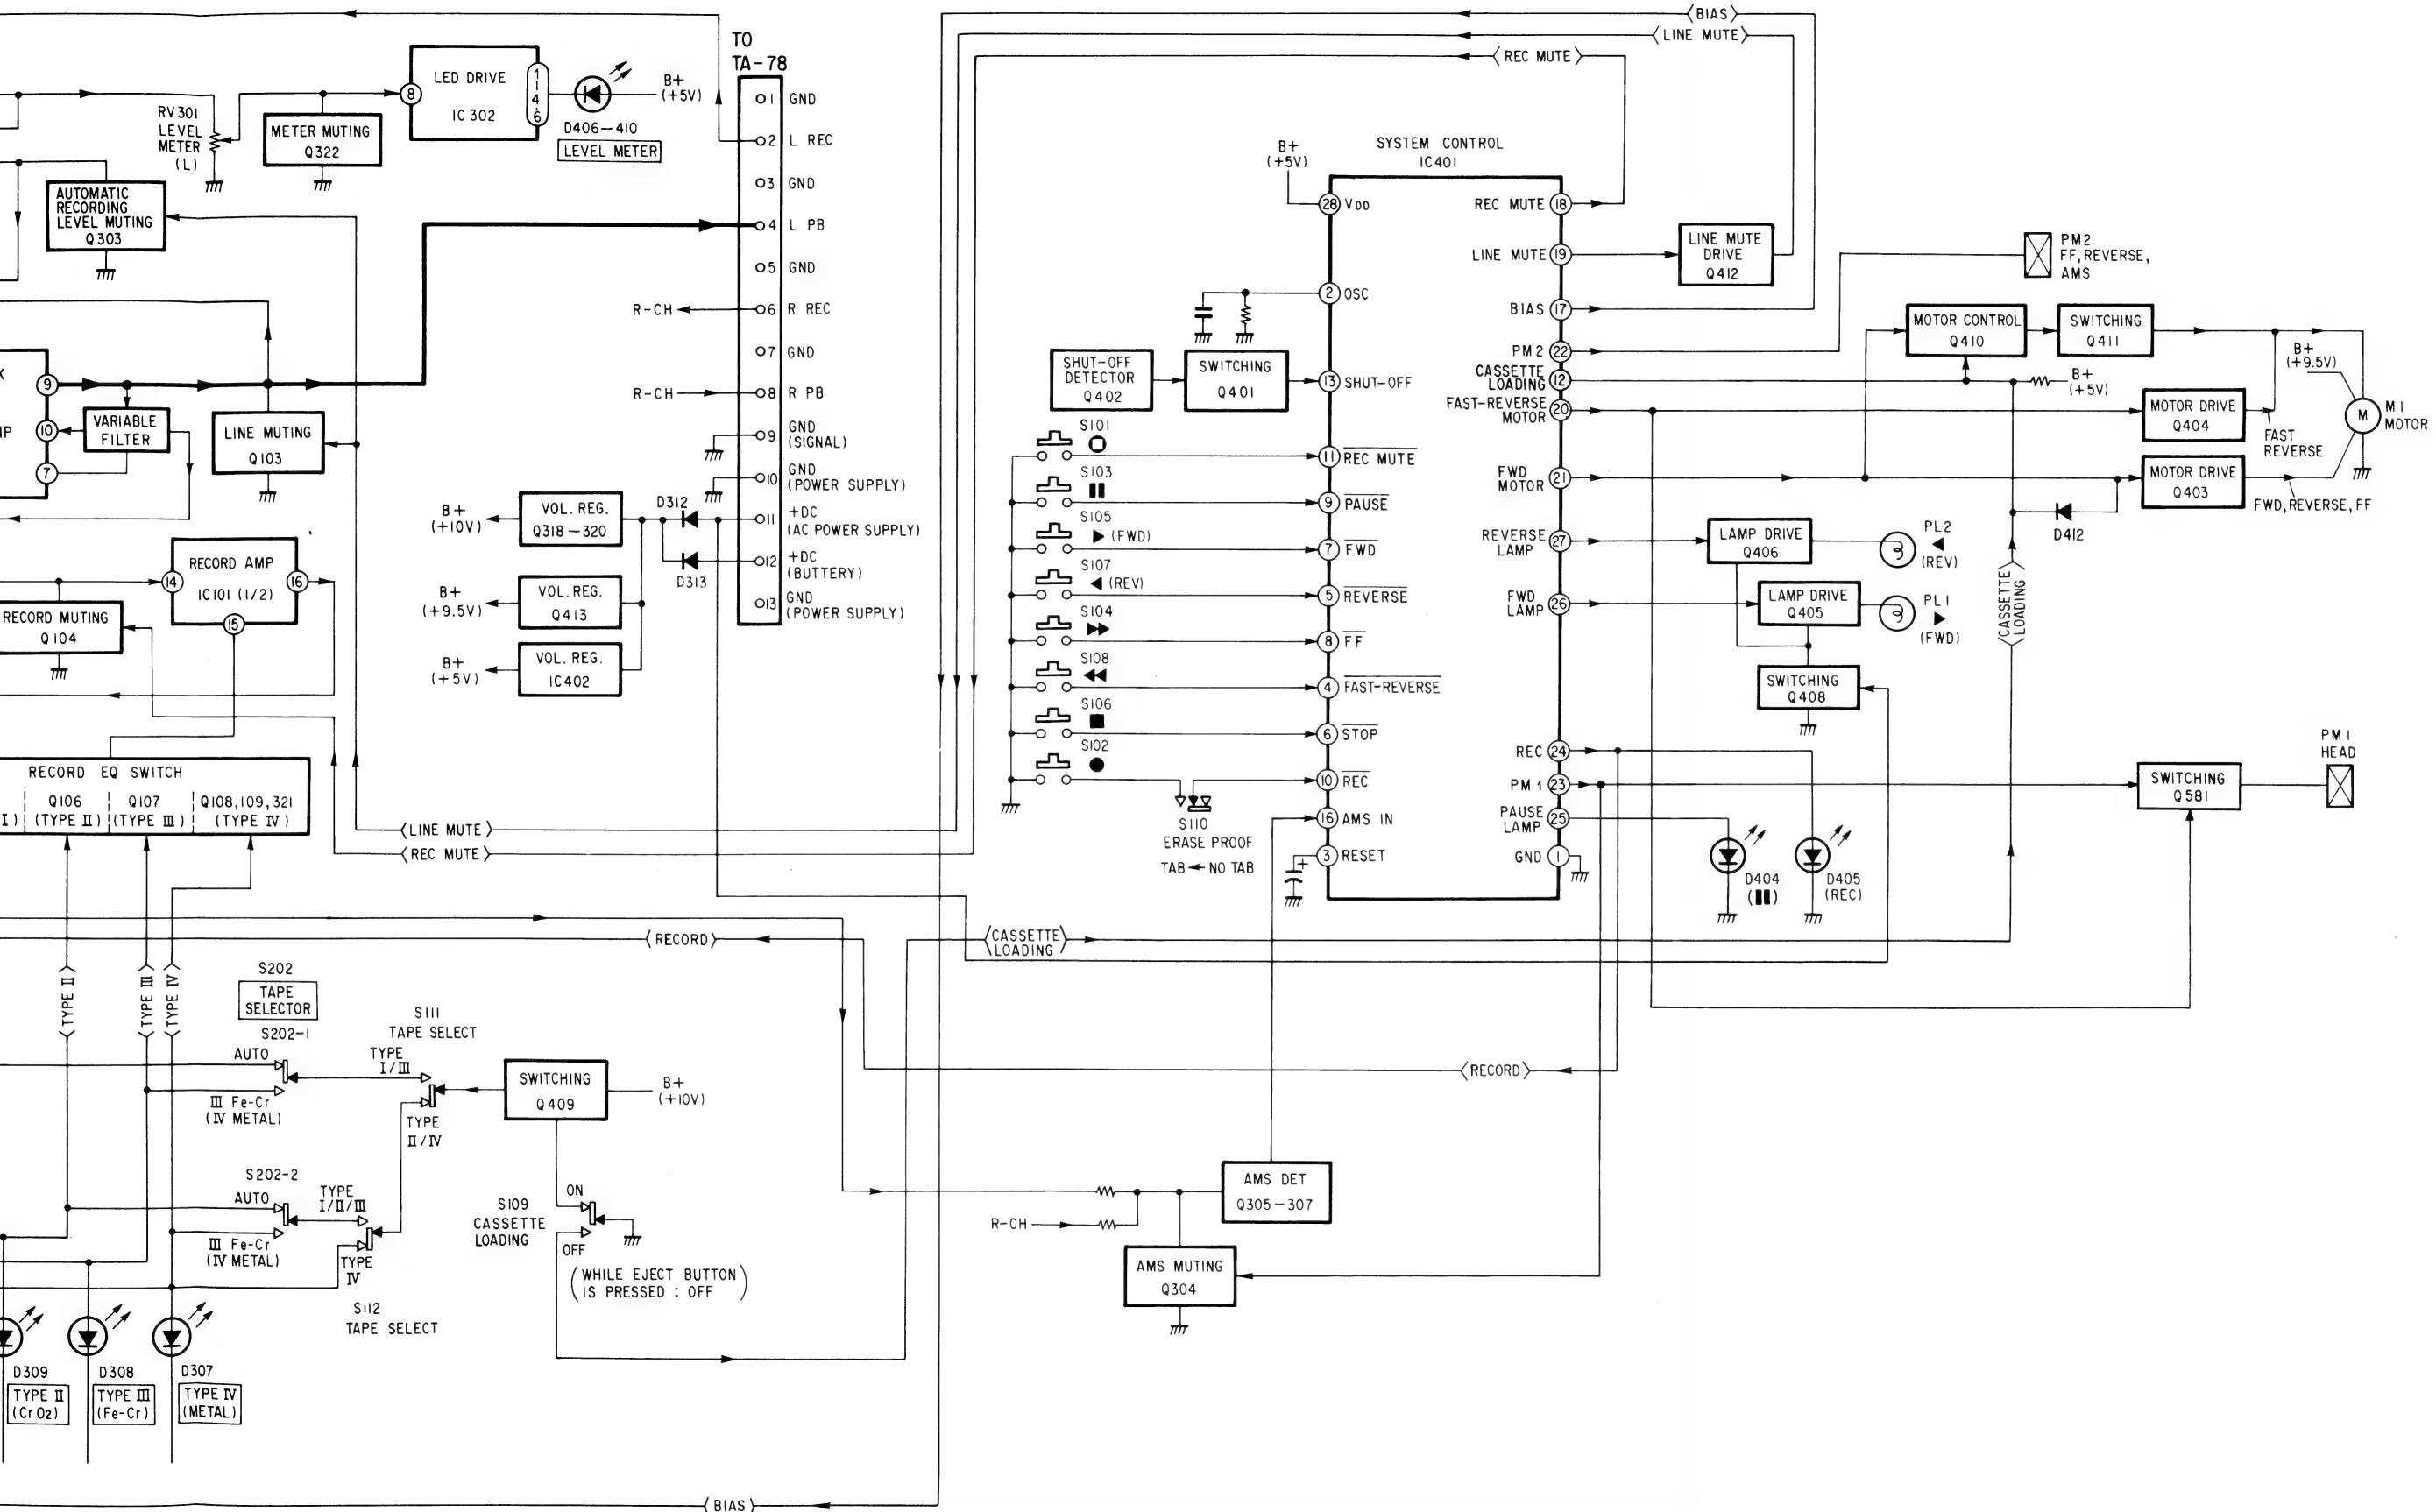 BIAS
LINE MUTE
REC MUTE
TO
TA-78
LED DRIVE
IC 302
8
1
4·6
B+
(+5V)
D406—410
LEVEL METER
RV301
LEVEL
METER
(L)
METER MUTING
Q322
AUTOMATIC
RECORDING
LEVEL MUTING
Q303
1 GND
2 L REC
3 GND
4 L PB
5 GND
R-CH
6 R REC
7 GND
R-CH
8 R PB
9 GND
(SIGNAL)
10 GND
(POWER SUPPLY)
11 +DC
(AC POWER SUPPLY)
12 +DC
(BUTTERY)
13 GND
(POWER SUPPLY)
9
10
7
VARIABLE
FILTER
LINE MUTING
Q103
B+
(+10V)
VOL. REG.
Q318—320
D312
D313
B+
(+9.5V)
VOL. REG.
Q413
B+
(+5V)
VOL. REG.
IC402
RECORD AMP
IC101 (1/2)
14
16
15
RECORD MUTING
Q104
RECORD EQ SWITCH
I)
Q106
(TYPE II)
Q107
(TYPE III)
Q108,109,321
(TYPE IV)
LINE MUTE
REC MUTE
SYSTEM CONTROL
IC401
B+
(+5V)
28 VDD
2 OSC
SHUT-OFF
DETECTOR
Q402
SWITCHING
Q401
13 SHUT-OFF
S101
11 REC MUTE
S103
9 PAUSE
S105
▶ (FWD)
7 FWD
S107
◀ (REV)
5 REVERSE
S104
▶▶
8 FF
S108
◀◀
4 FAST-REVERSE
S106
■
6 STOP
S102
●
10 REC
S110
ERASE PROOF
TAB ← NO TAB
16 AMS IN
3 RESET
+
REC MUTE 18
LINE MUTE 19
BIAS 17
PM2 22
CASSETTE
LOADING 12
FAST-REVERSE
MOTOR 20
FWD
MOTOR 21
REVERSE
LAMP 27
FWD
LAMP 26
REC 24
PM1 23
PAUSE
LAMP 25
GND 1
LINE MUTE
DRIVE
Q412
PM2
FF, REVERSE,
AMS
MOTOR CONTROL
Q410
SWITCHING
Q411
B+
(+9.5V)
B+
(+5V)
MOTOR DRIVE
Q404
FAST
REVERSE
M
M1
MOTOR
MOTOR DRIVE
Q403
FWD, REVERSE, FF
D412
LAMP DRIVE
Q406
PL2
◀
(REV)
LAMP DRIVE
Q405
PL1
▶
(FWD)
SWITCHING
Q408
CASSETTE
LOADING
PM1
HEAD
SWITCHING
Q581
D404
(▮▮)
D405
(REC)
RECORD
CASSETTE
LOADING
TYPE II
TYPE III
TYPE IV
S202
TAPE
SELECTOR
S202-1
AUTO
III Fe-Cr
(IV METAL)
S111
TAPE SELECT
TYPE
I/III
TYPE
II/IV
SWITCHING
Q409
B+
(+10V)
RECORD
S202-2
AUTO
TYPE
I/II/III
III Fe-Cr
(IV METAL)
TYPE
IV
S112
TAPE SELECT
S109
CASSETTE
LOADING
ON
OFF
(WHILE EJECT BUTTON
IS PRESSED : OFF)
AMS DET
Q305—307
R-CH
AMS MUTING
Q304
D309
TYPE II
(CrO2)
D308
TYPE III
(Fe-Cr)
D307
TYPE IV
(METAL)
BIAS